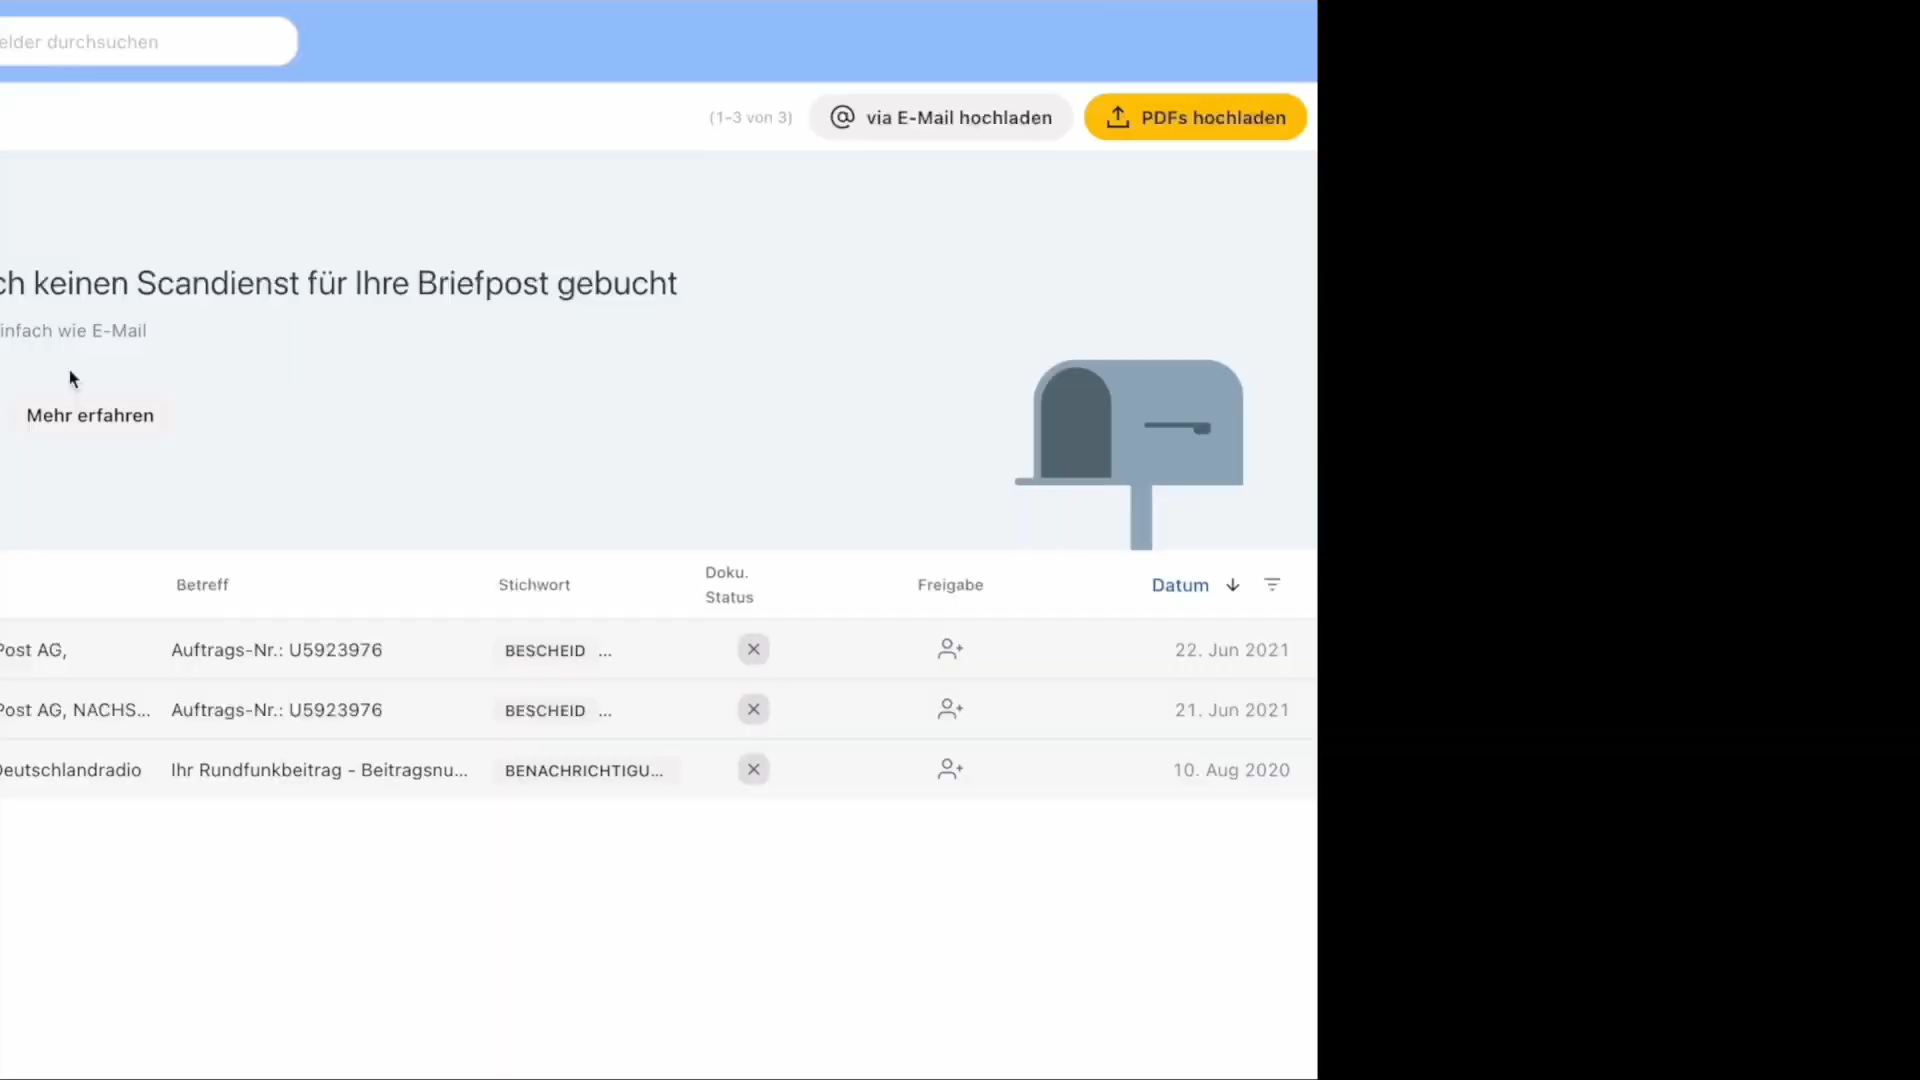 elder durchsuchen
(1-3 von 3) via E-Mail hochladen PDFs hochladen
ch keinen Scandienst für Ihre Briefpost gebucht
infach wie E-Mail
Mehr erfahren
Betreff Stichwort Doku. Status Freigabe Datum
Post AG, Auftrags-Nr.: U5923976 BESCHEID ... 22. Jun 2021
Post AG, NACHS... Auftrags-Nr.: U5923976 BESCHEID ... 21. Jun 2021
Deutschlandradio Ihr Rundfunkbeitrag - Beitragsnu... BENACHRICHTIGU... 10. Aug 2020